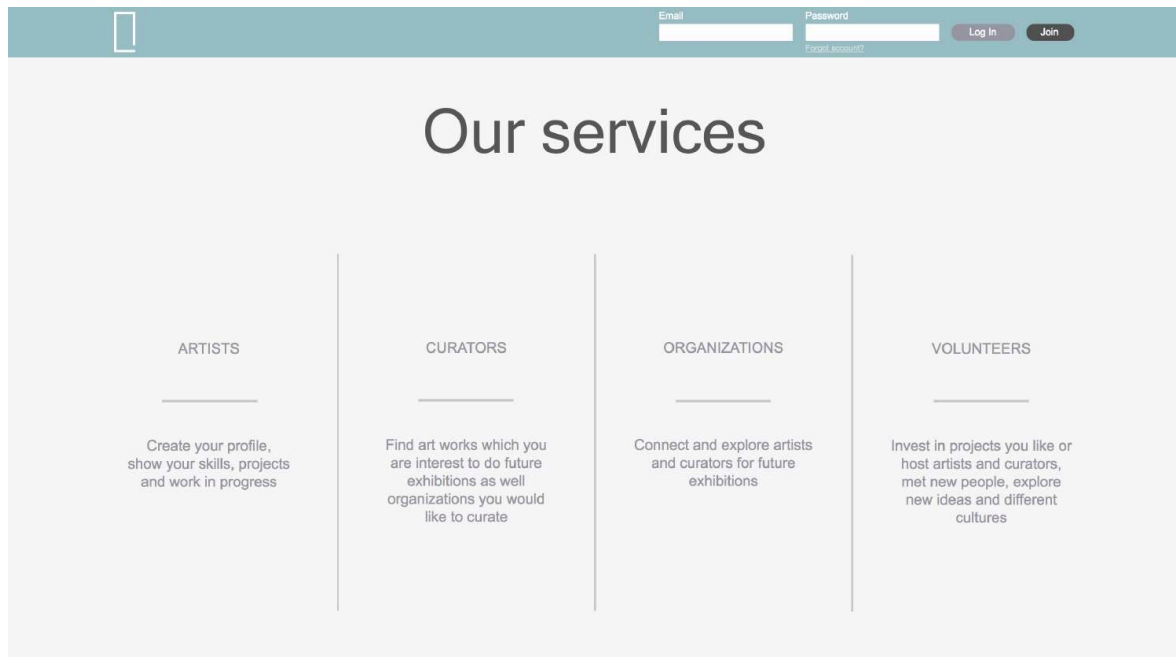 Email
Password
Log In
Join
Forgot account?
Our services
ARTISTS
Create your profile,
show your skills, projects
and work in progress
CURATORS
Find art works which you
are interest to do future
exhibitions as well
organizations you would
like to curate
ORGANIZATIONS
Connect and explore artists
and curators for future
exhibitions
VOLUNTEERS
Invest in projects you like or
host artists and curators,
met new people, explore
new ideas and different
cultures